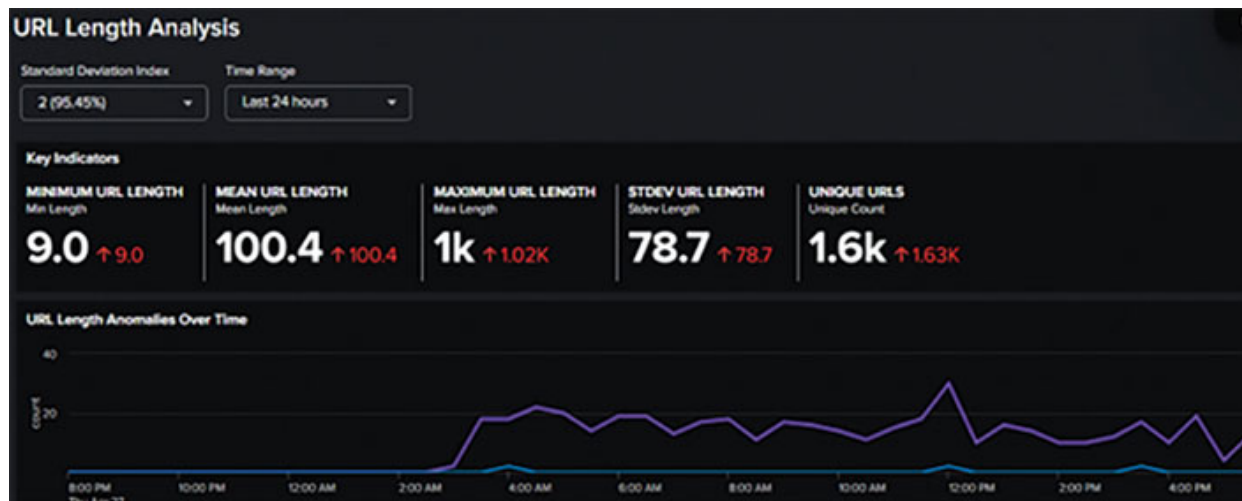 URL Length Analysis
Standard Deviation Index Time Range
2 (95.45%) Last 24 hours
Key Indicators
MINIMUM URL LENGTH MEAN URL LENGTH MAXIMUM URL LENGTH STDEV URL LENGTH UNIQUE URLS
Min Length Mean Length Max Length Stdev Length Unique Count
9.0 ↑ 9.0 100.4 ↑ 100.4 1k ↑ 1.02K 78.7 ↑ 78.7 1.6k ↑ 1.63K
URL Length Anomalies Over Time
40
count
20
8:00 PM 10:00 PM 12:00 AM 2:00 AM 4:00 AM 6:00 AM 8:00 AM 10:00 AM 12:00 PM 2:00 PM 4:00 PM